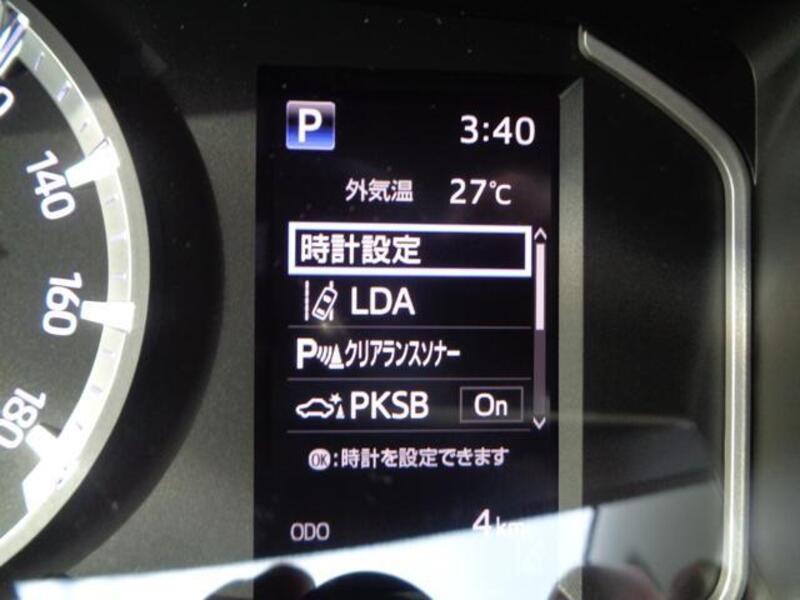 P 3:40
外気温 27℃
時計設定
LDA
Pクリアランスソナー
PKSB On
OK:時計を設定できます
ODO 4km
140
160
180